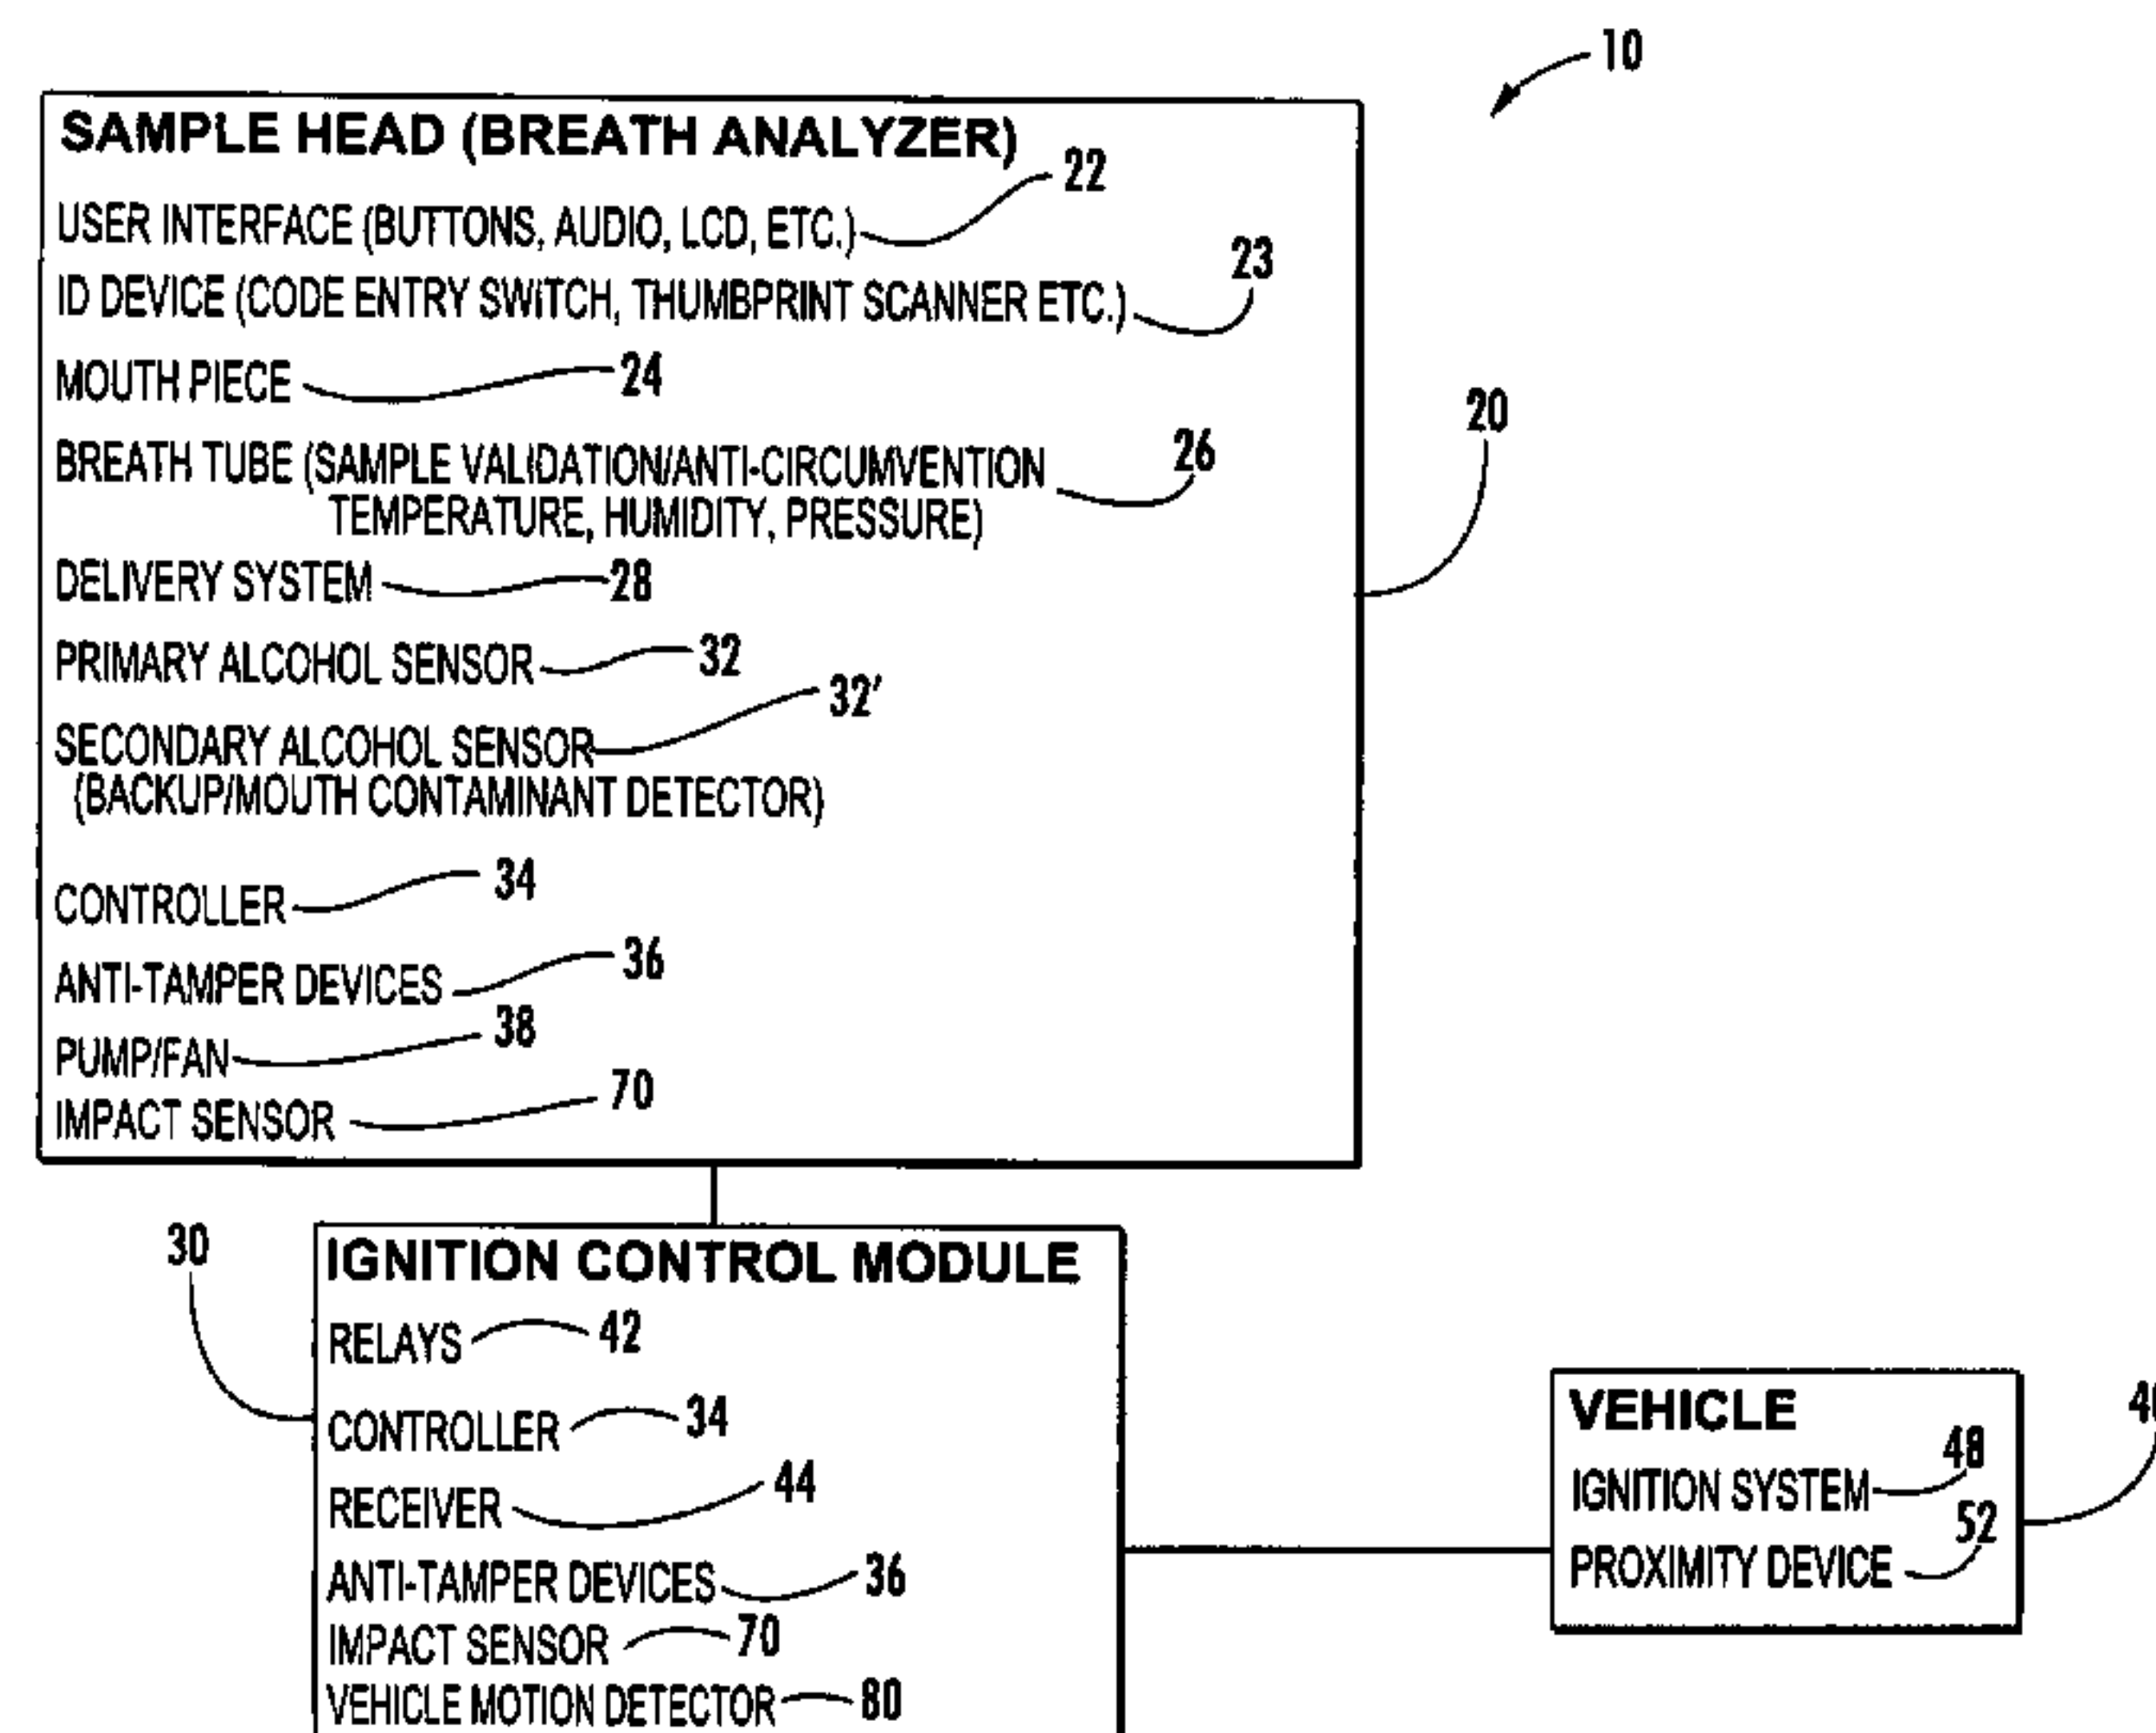 10
SAMPLE HEAD (BREATH ANALYZER)
USER INTERFACE (BUTTONS, AUDIO, LCD, ETC.) 22
ID DEVICE (CODE ENTRY SWITCH, THUMBPRINT SCANNER ETC.) 23
MOUTH PIECE 24
20
BREATH TUBE (SAMPLE VALIDATION/ANTI-CIRCUMVENTION 26
TEMPERATURE, HUMIDITY, PRESSURE)
DELIVERY SYSTEM 28
PRIMARY ALCOHOL SENSOR 32
SECONDARY ALCOHOL SENSOR 32'
(BACKUP/MOUTH CONTAMINANT DETECTOR)
CONTROLLER 34
ANTI-TAMPER DEVICES 36
PUMP/FAN 38
IMPACT SENSOR 70
30
IGNITION CONTROL MODULE
RELAYS 42
CONTROLLER 34
RECEIVER 44
ANTI-TAMPER DEVICES 36
IMPACT SENSOR 70
VEHICLE MOTION DETECTOR 80
VEHICLE
IGNITION SYSTEM 48
PROXIMITY DEVICE 52